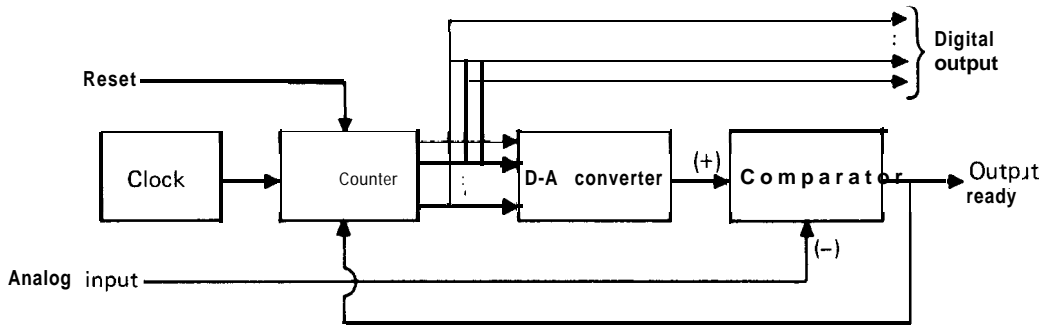 Digital
output
Reset
Clock
Counter
D-A converter
(+)
Comparator
Output
ready
(−)
Analog input